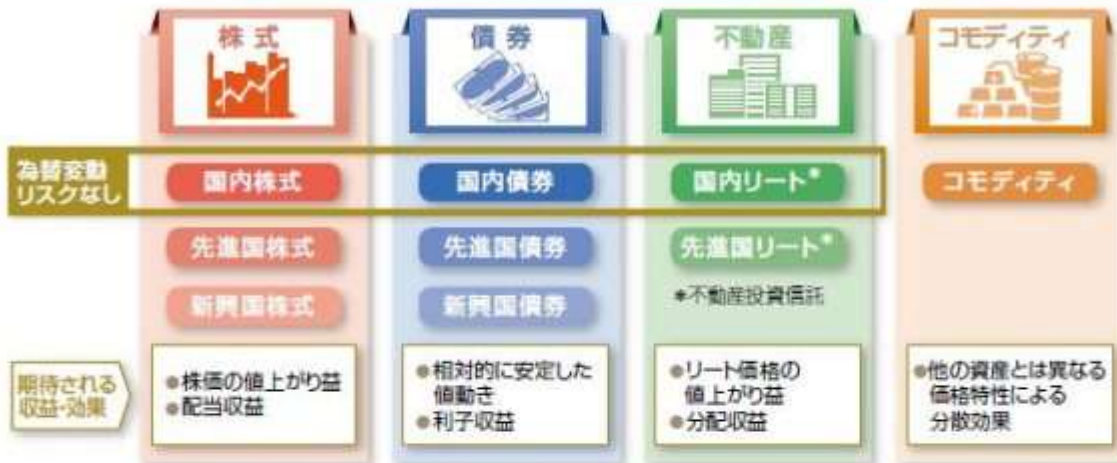 株式
債券
不動産
コモディティ
為替変動
リスクなし
国内株式
国内債券
国内リート*
コモディティ
先進国株式
先進国債券
先進国リート*
新興国株式
新興国債券
*不動産投資信託
期待される
収益・効果
●株価の値上がり益
●配当収益
●相対的に安定した
値動き
●利子収益
●リート価格の
値上がり益
●分配収益
●他の資産とは異なる
価格特性による
分散効果